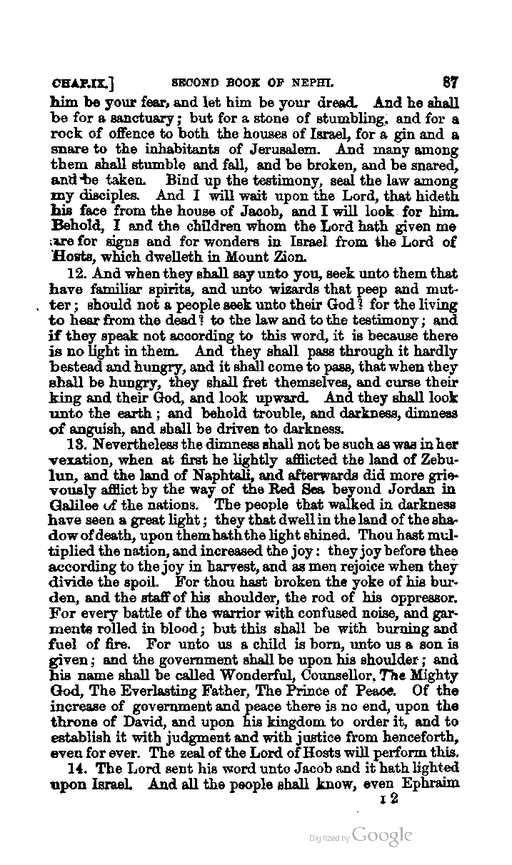 CHAP.IX.] SECOND BOOK OF NEPHI. 87
him be your fear, and let him be your dread. And he shall
be for a sanctuary; but for a stone of stumbling, and for a
rock of offence to both the houses of Israel, for a gin and a
snare to the inhabitants of Jerusalem. And many among
them shall stumble and fall, and be broken, and be snared,
and be taken. Bind up the testimony, seal the law among
my disciples. And I will wait upon the Lord, that hideth
his face from the house of Jacob, and I will look for him.
Behold, I and the children whom the Lord hath given me
are for signs and for wonders in Israel from the Lord of
Hosts, which dwelleth in Mount Zion.
12. And when they shall say unto you, seek unto them that
have familiar spirits, and unto wizards that peep and mut-
ter; should not a people seek unto their God? for the living
to hear from the dead? to the law and to the testimony; and
if they speak not according to this word, it is because there
is no light in them. And they shall pass through it hardly
bestead and hungry, and it shall come to pass, that when they
shall be hungry, they shall fret themselves, and curse their
king and their God, and look upward. And they shall look
unto the earth; and behold trouble, and darkness, dimness
of anguish, and shall be driven to darkness.
13. Nevertheless the dimness shall not be such as was in her
vexation, when at first he lightly afflicted the land of Zebu-
lun, and the land of Naphtali, and afterwards did more grie-
vously afflict by the way of the Red Sea beyond Jordan in
Galilee of the nations. The people that walked in darkness
have seen a great light; they that dwell in the land of the sha-
dow of death, upon them hath the light shined. Thou hast mul-
tiplied the nation, and increased the joy: they joy before thee
according to the joy in harvest, and as men rejoice when they
divide the spoil. For thou hast broken the yoke of his bur-
den, and the staff of his shoulder, the rod of his oppressor.
For every battle of the warrior with confused noise, and gar-
ments rolled in blood; but this shall be with burning and
fuel of fire. For unto us a child is born, unto us a son is
given; and the government shall be upon his shoulder; and
his name shall be called Wonderful, Counsellor, The Mighty
God, The Everlasting Father, The Prince of Peace. Of the
increase of government and peace there is no end, upon the
throne of David, and upon his kingdom to order it, and to
establish it with judgment and with justice from henceforth,
even for ever. The zeal of the Lord of Hosts will perform this.
14. The Lord sent his word unto Jacob and it hath lighted
upon Israel. And all the people shall know, even Ephraim
I 2
Digitized by Google